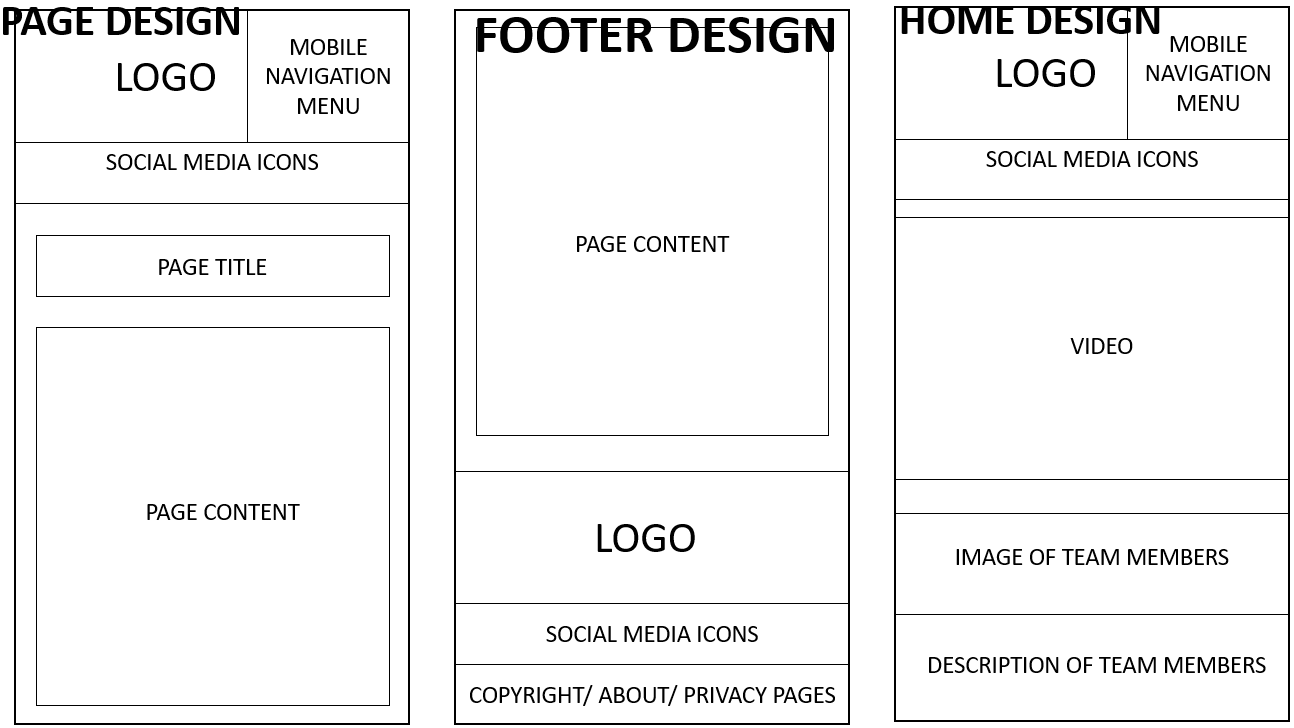 PAGE DESIGN
LOGO
MOBILE
NAVIGATION
MENU
SOCIAL MEDIA ICONS
PAGE TITLE
PAGE CONTENT
FOOTER DESIGN
PAGE CONTENT
LOGO
SOCIAL MEDIA ICONS
COPYRIGHT/ ABOUT/ PRIVACY PAGES
HOME DESIGN
LOGO
MOBILE
NAVIGATION
MENU
SOCIAL MEDIA ICONS
VIDEO
IMAGE OF TEAM MEMBERS
DESCRIPTION OF TEAM MEMBERS